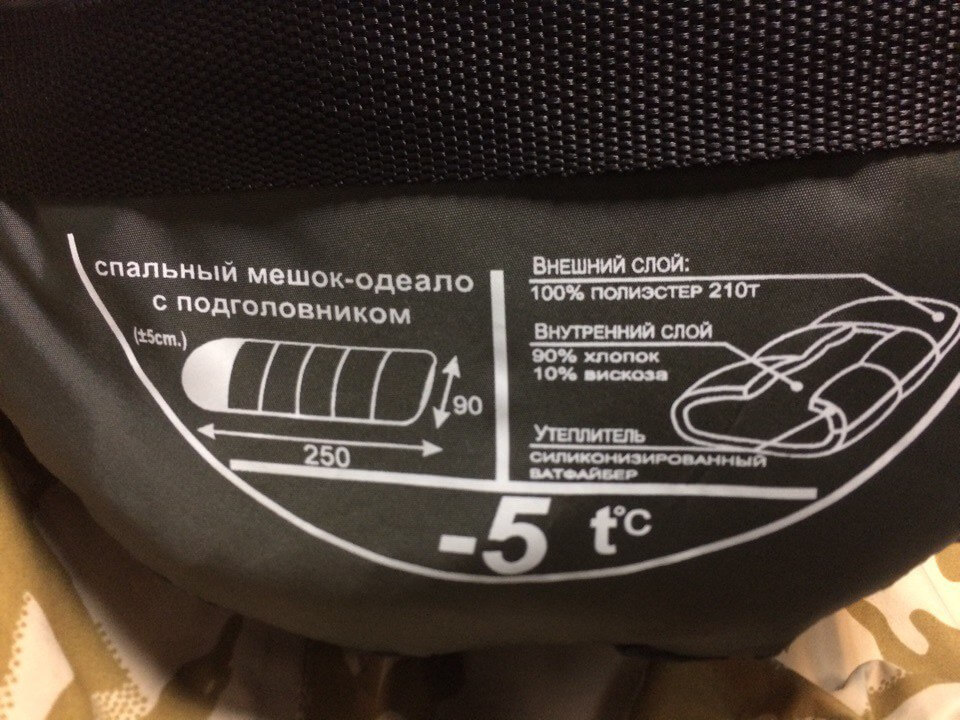 спальный мешок-одеало
с подголовником
(±5cm.)
90
250
Внешний слой:
100% полиэстер 210т
Внутренний слой
90% хлопок
10% вискоза
Утеплитель
силиконизированный
ватфайбер
-5 t°C